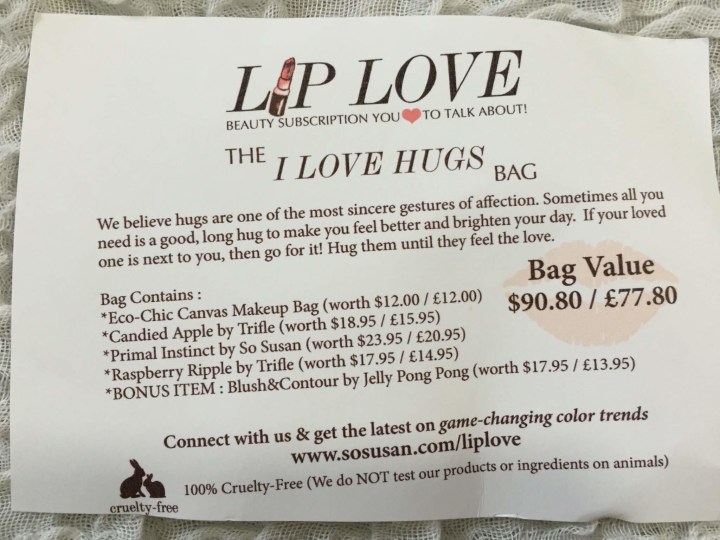 LIP LOVE
BEAUTY SUBSCRIPTION YOU ❤ TO TALK ABOUT!
THE I LOVE HUGS BAG
We believe hugs are one of the most sincere gestures of affection. Sometimes all you
need is a good, long hug to make you feel better and brighten your day. If your loved
one is next to you, then go for it! Hug them until they feel the love.
Bag Value
$90.80 / £77.80
Bag Contains :
*Eco-Chic Canvas Makeup Bag (worth $12.00 / £12.00)
*Candied Apple by Trifle (worth $18.95 / £15.95)
*Primal Instinct by So Susan (worth $23.95 / £20.95)
*Raspberry Ripple by Trifle (worth $17.95 / £14.95)
*BONUS ITEM : Blush&Contour by Jelly Pong Pong (worth $17.95 / £13.95)
Connect with us & get the latest on game-changing color trends
www.sosusan.com/liplove
100% Cruelty-Free (We do NOT test our products or ingredients on animals)
cruelty-free